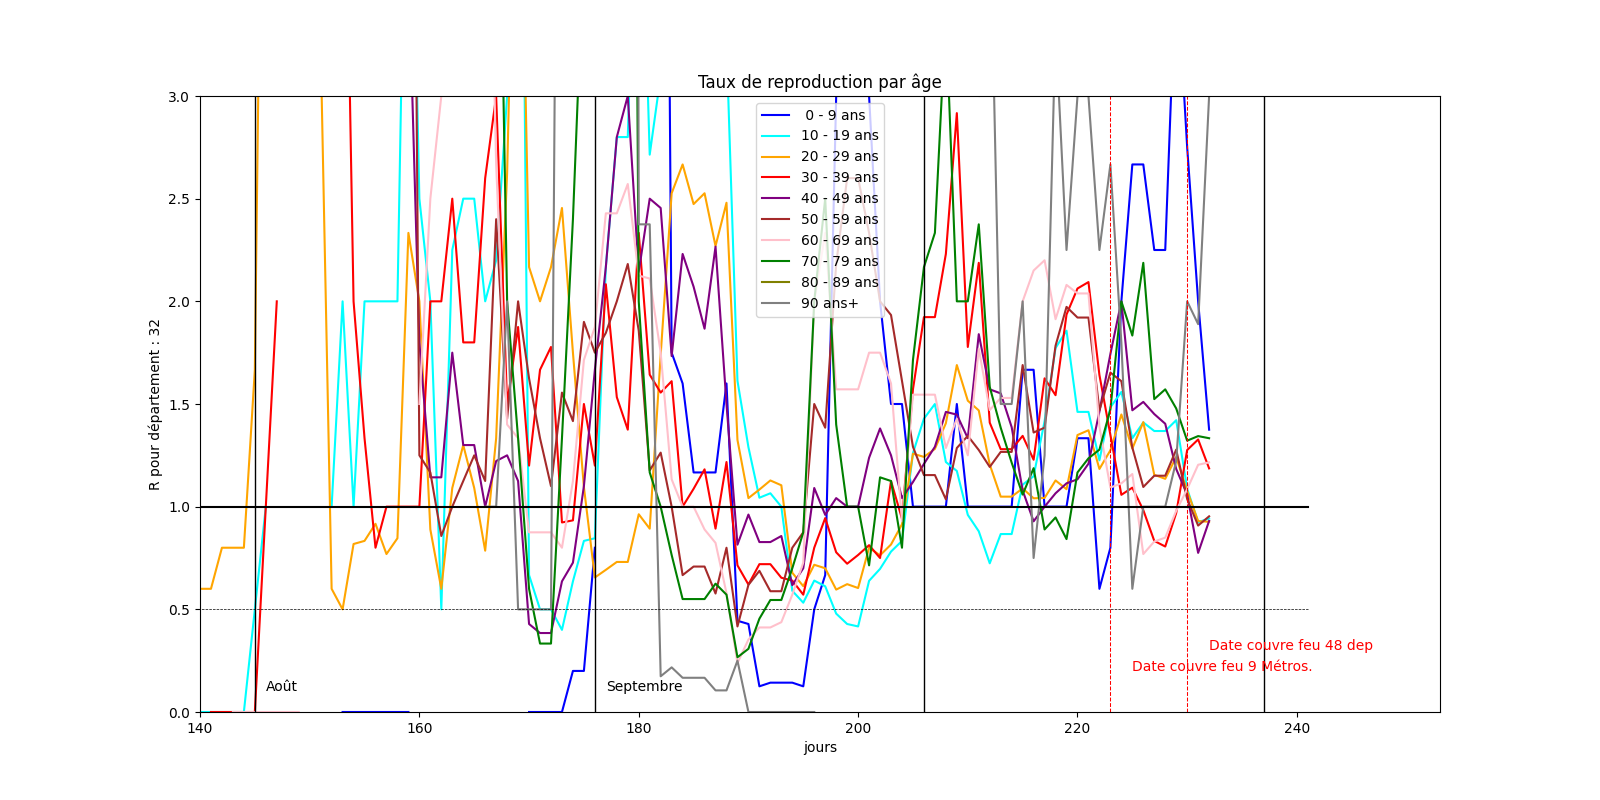 Taux de reproduction par âge
R pour département : 32
3.0
2.5
2.0
1.5
1.0
0.5
0.0
0 - 9 ans
10 - 19 ans
20 - 29 ans
30 - 39 ans
40 - 49 ans
50 - 59 ans
60 - 69 ans
70 - 79 ans
80 - 89 ans
90 ans+
Date couvre feu 48 dep
Date couvre feu 9 Métros.
Août
Septembre
140
160
180
200
220
240
jours